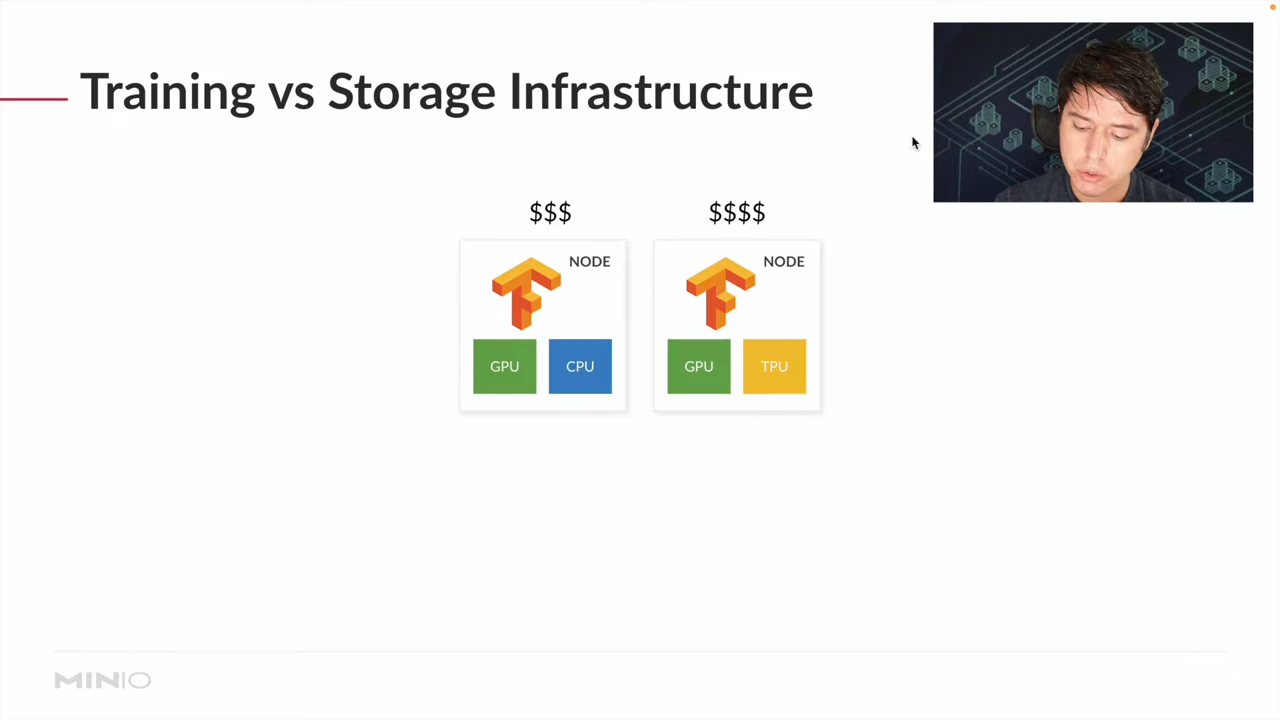 Training vs Storage Infrastructure
$$$ $$$$
NODE NODE
GPU CPU GPU TPU
MINIO